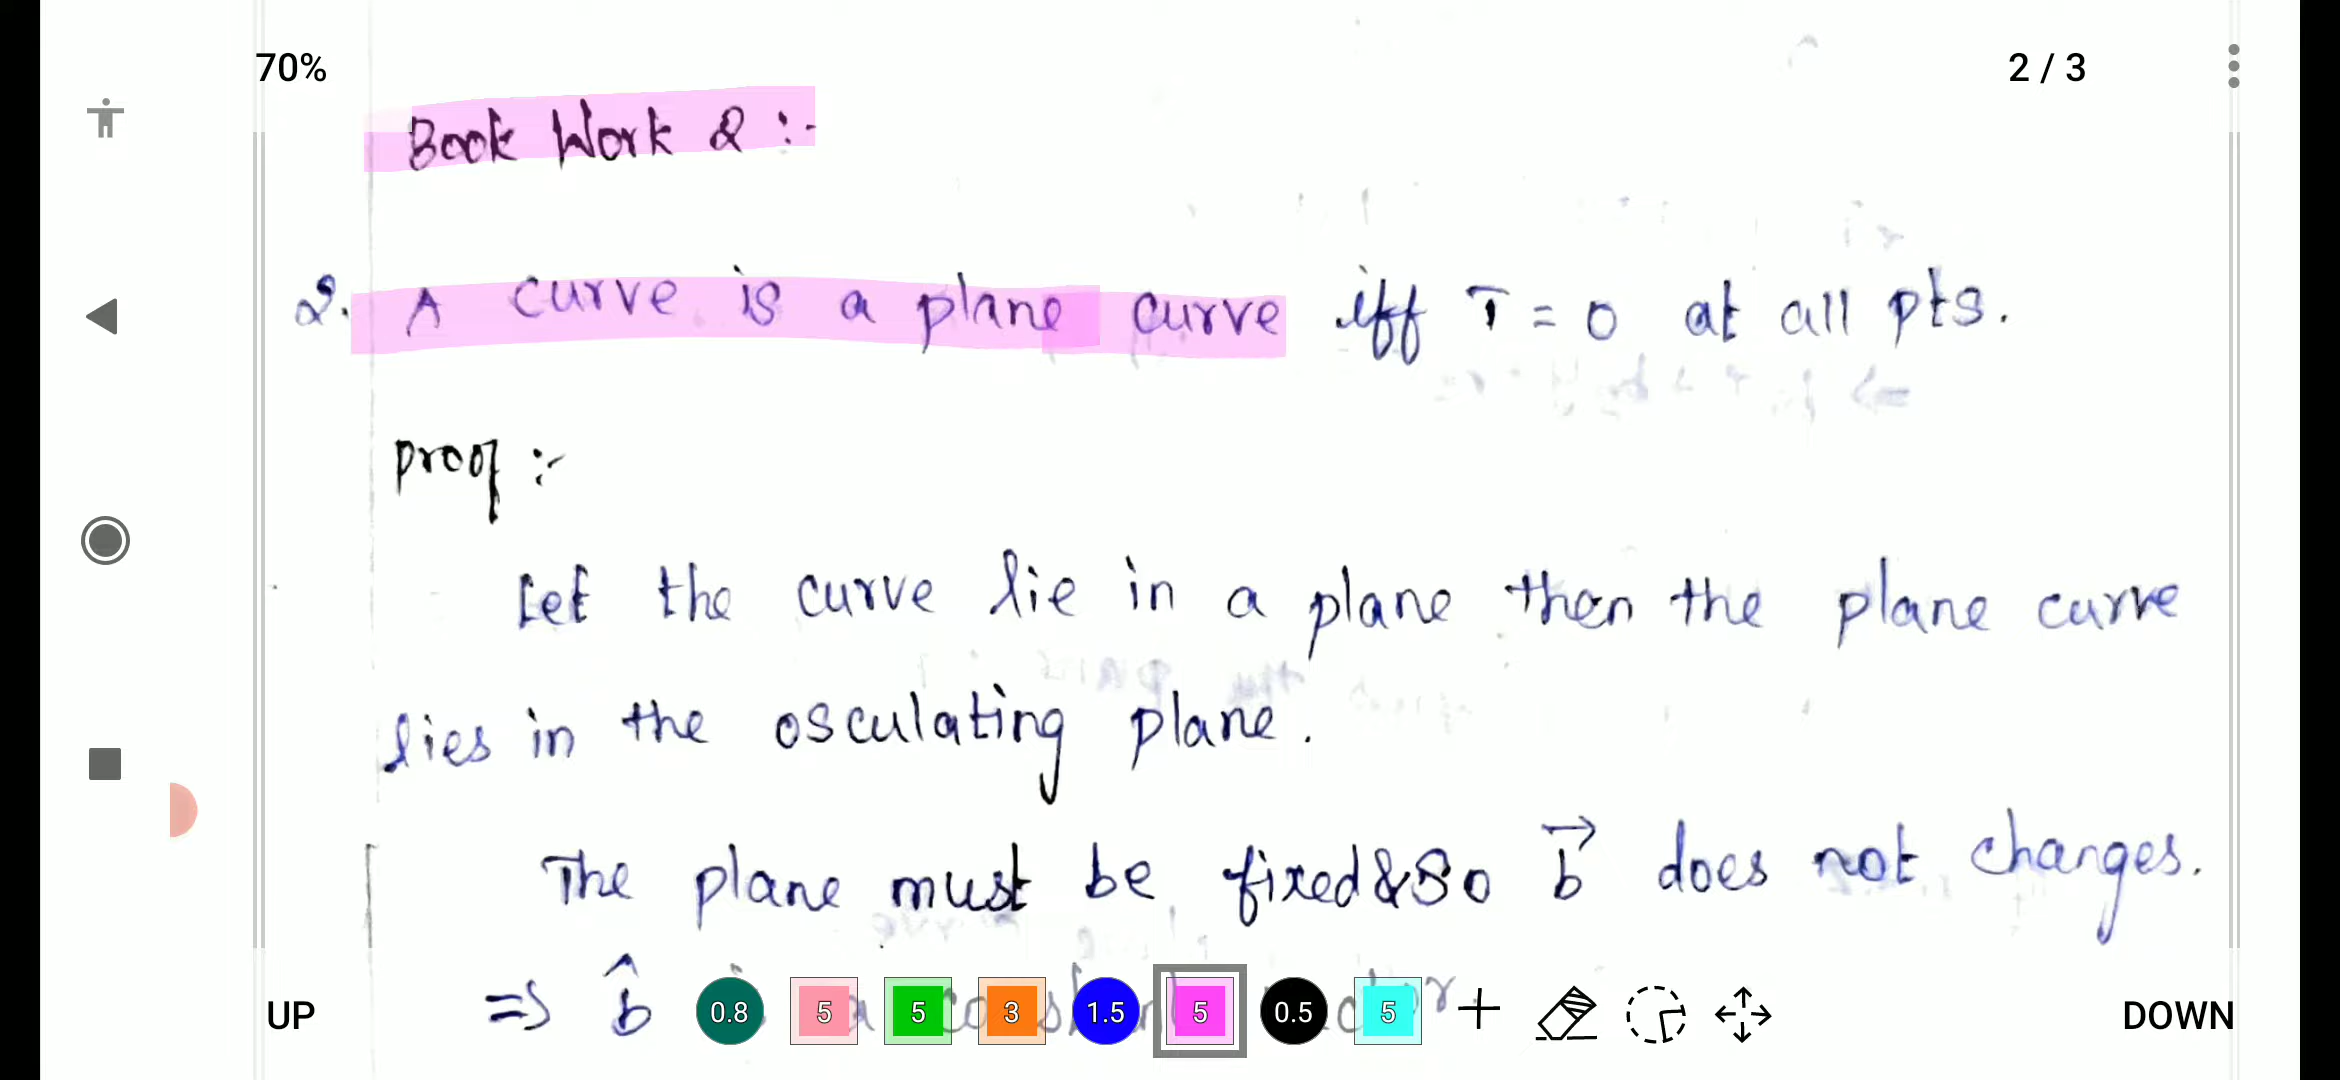 70%
2 / 3
Book Work 2 :-
2. A curve is a plane curve iff τ = 0 at all pts.
Proof :-
Let the curve lie in a plane then the plane curve
lies in the osculating plane.
The plane must be fixed & so b⃗ does not changes.
⇒ b̂
0.8 5 5 3 1.5 5 0.5 5
UP
DOWN